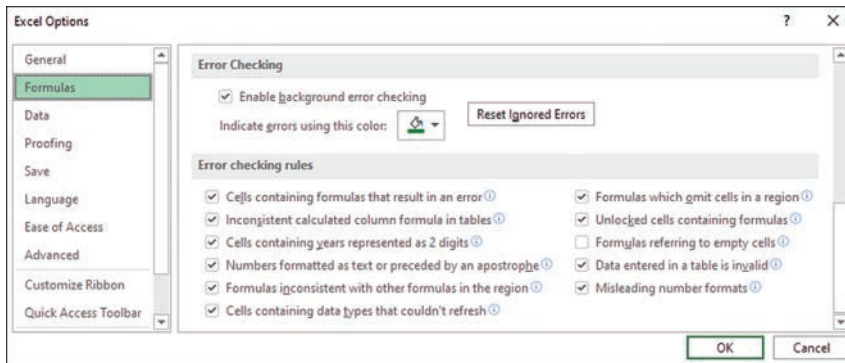 Excel Options
?
General
Formulas
Data
Proofing
Save
Language
Ease of Access
Advanced
Customize Ribbon
Quick Access Toolbar
Error Checking
Enable background error checking
Indicate errors using this color:
Reset Ignored Errors
Error checking rules
Cells containing formulas that result in an error
Inconsistent calculated column formula in tables
Cells containing years represented as 2 digits
Numbers formatted as text or preceded by an apostrophe
Formulas inconsistent with other formulas in the region
Cells containing data types that couldn't refresh
Formulas which omit cells in a region
Unlocked cells containing formulas
Formulas referring to empty cells
Data entered in a table is invalid
Misleading number formats
OK
Cancel